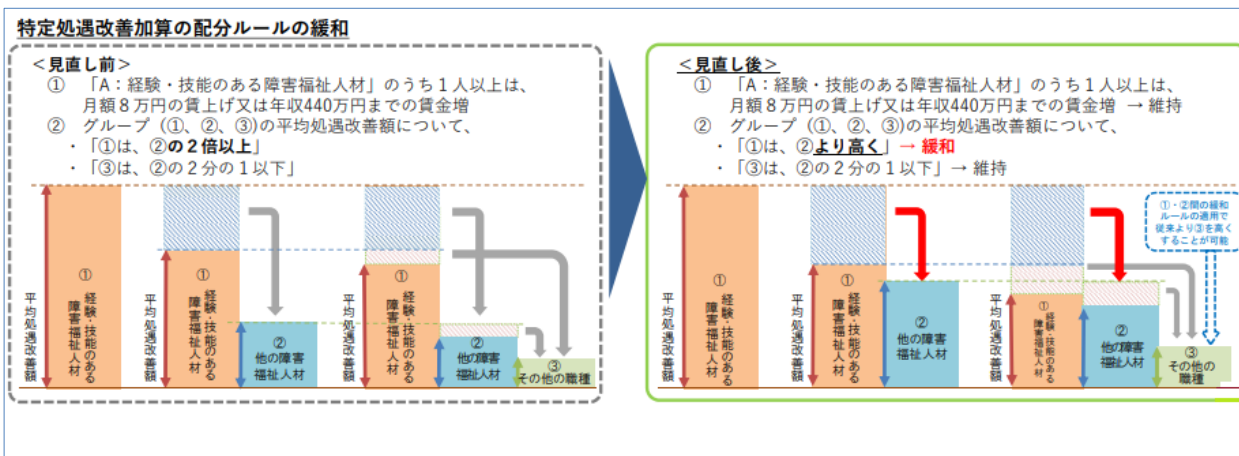 特定処遇改善加算の配分ルールの緩和
＜見直し前＞
① 「A：経験・技能のある障害福祉人材」のうち１人以上は、
月額８万円の賃上げ又は年収440万円までの賃金増
② グループ（①、②、③)の平均処遇改善額について、
・「①は、②の２倍以上」
・「③は、②の２分の１以下」
平均処遇改善額
①
経験・技能のある
障害福祉人材
平均処遇改善額
①
経験・技能のある
障害福祉人材
②
他の障害
福祉人材
平均処遇改善額
①
経験・技能のある
障害福祉人材
②
他の障害
福祉人材
③
その他の職種
＜見直し後＞
① 「A：経験・技能のある障害福祉人材」のうち１人以上は、
月額８万円の賃上げ又は年収440万円までの賃金増 → 維持
② グループ（①、②、③)の平均処遇改善額について、
・「①は、②より高く」→ 緩和
・「③は、②の２分の１以下」→ 維持
①・②間の緩和
ルールの適用で
従来より③を高く
することが可能
平均処遇改善額
①
経験・技能のある
障害福祉人材
平均処遇改善額
①
経験・技能のある
障害福祉人材
②
他の障害
福祉人材
平均処遇改善額
①
経験・技能のある
障害福祉人材
②
他の障害
福祉人材
③
その他の
職種